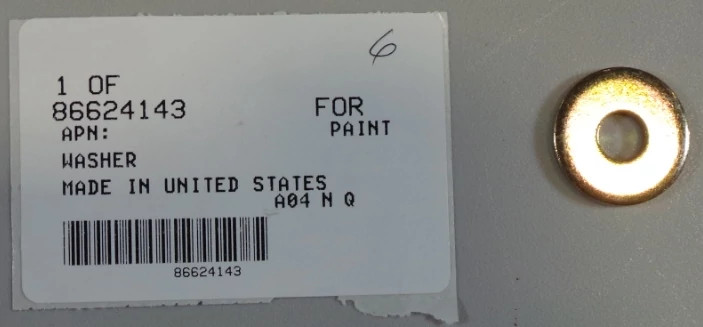 6
1 OF
86624143 FOR
APN: PAINT
WASHER
MADE IN UNITED STATES
A04 N Q
86624143